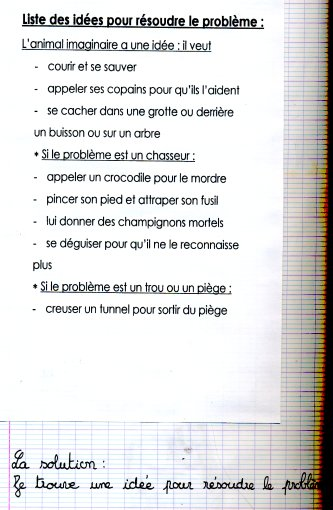 Liste des idées pour résoudre le problème :
L'animal imaginaire a une idée : il veut
- courir et se sauver
- appeler ses copains pour qu'ils l'aident
- se cacher dans une grotte ou derrière
un buisson ou sur un arbre
* Si le problème est un chasseur :
- appeler un crocodile pour le mordre
- pincer son pied et attraper son fusil
- lui donner des champignons mortels
- se déguiser pour qu'il ne le reconnaisse
plus
* Si le problème est un trou ou un piège :
- creuser un tunnel pour sortir du piège
La solution :
Je trouve une idée pour résoudre le